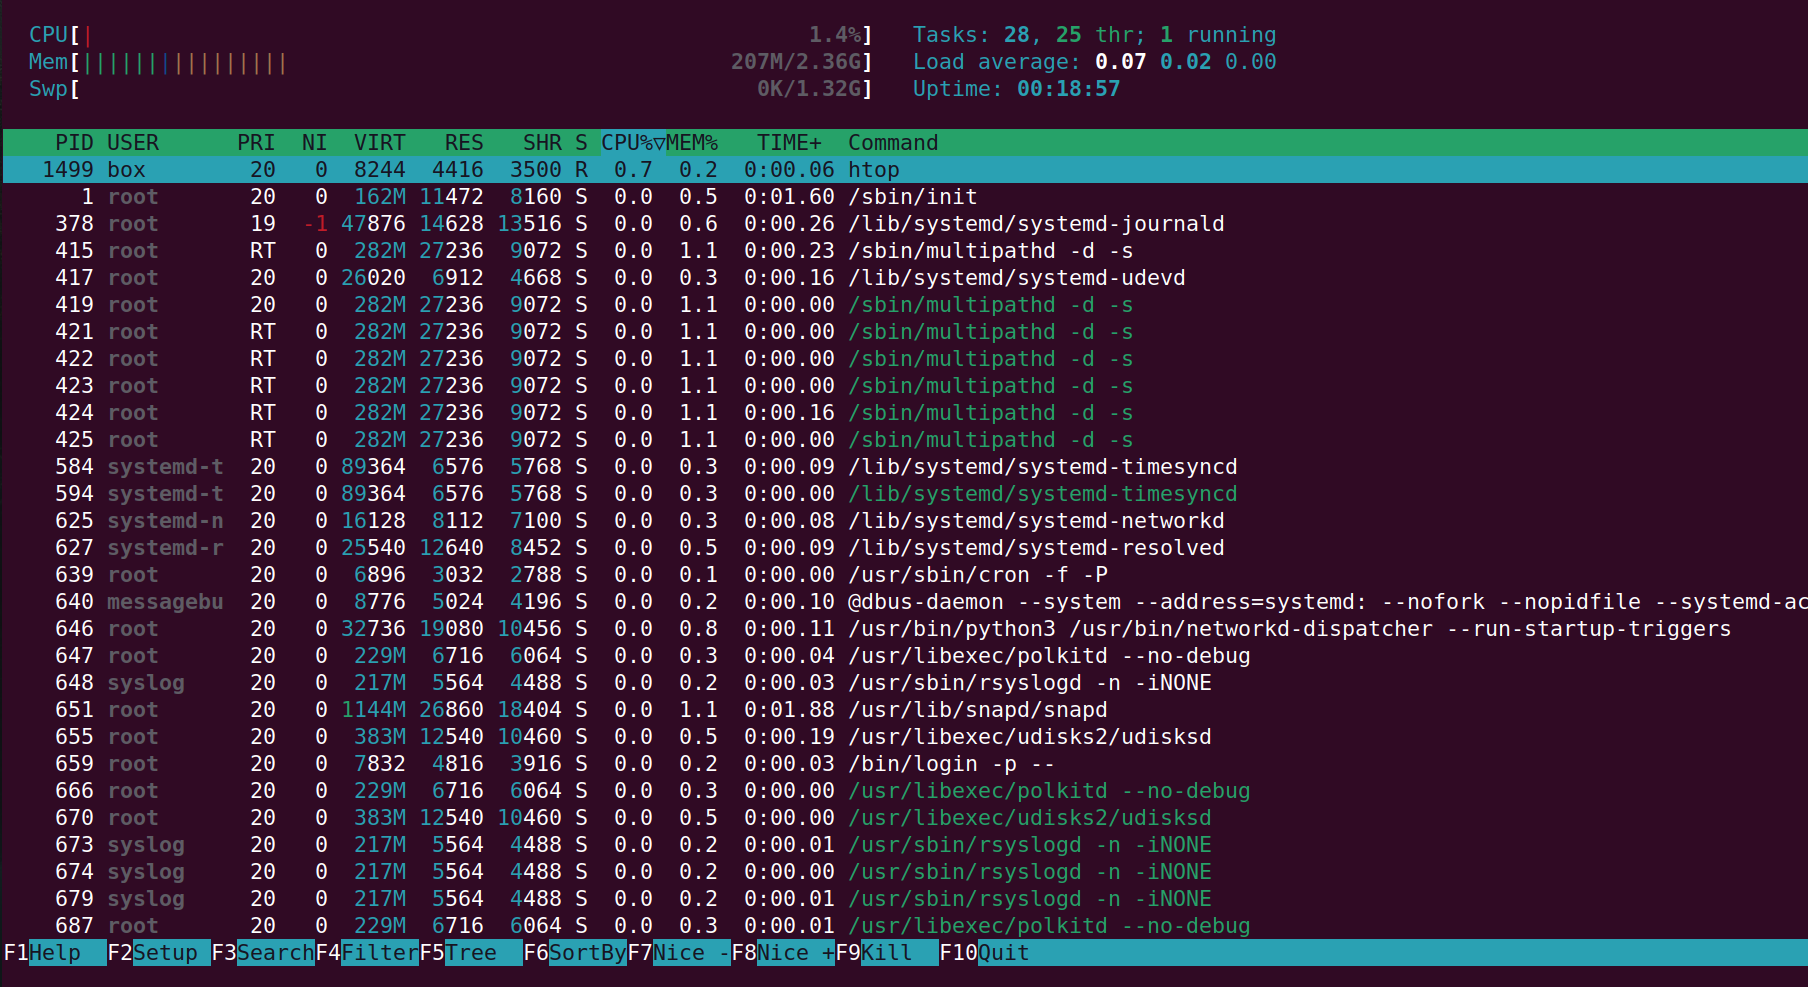 CPU[| 1.4%] Tasks: 28, 25 thr; 1 running
Mem[|||||||||||||||| 207M/2.36G] Load average: 0.07 0.02 0.00
Swp[ 0K/1.32G] Uptime: 00:18:57
PID USER PRI NI VIRT RES SHR S CPU%▽MEM% TIME+ Command
1499 box 20 0 8244 4416 3500 R 0.7 0.2 0:00.06 htop
1 root 20 0 162M 11472 8160 S 0.0 0.5 0:01.60 /sbin/init
378 root 19 -1 47876 14628 13516 S 0.0 0.6 0:00.26 /lib/systemd/systemd-journald
415 root RT 0 282M 27236 9072 S 0.0 1.1 0:00.23 /sbin/multipathd -d -s
417 root 20 0 26020 6912 4668 S 0.0 0.3 0:00.16 /lib/systemd/systemd-udevd
419 root 20 0 282M 27236 9072 S 0.0 1.1 0:00.00 /sbin/multipathd -d -s
421 root RT 0 282M 27236 9072 S 0.0 1.1 0:00.00 /sbin/multipathd -d -s
422 root RT 0 282M 27236 9072 S 0.0 1.1 0:00.00 /sbin/multipathd -d -s
423 root RT 0 282M 27236 9072 S 0.0 1.1 0:00.00 /sbin/multipathd -d -s
424 root RT 0 282M 27236 9072 S 0.0 1.1 0:00.16 /sbin/multipathd -d -s
425 root RT 0 282M 27236 9072 S 0.0 1.1 0:00.00 /sbin/multipathd -d -s
584 systemd-t 20 0 89364 6576 5768 S 0.0 0.3 0:00.09 /lib/systemd/systemd-timesyncd
594 systemd-t 20 0 89364 6576 5768 S 0.0 0.3 0:00.00 /lib/systemd/systemd-timesyncd
625 systemd-n 20 0 16128 8112 7100 S 0.0 0.3 0:00.08 /lib/systemd/systemd-networkd
627 systemd-r 20 0 25540 12640 8452 S 0.0 0.5 0:00.09 /lib/systemd/systemd-resolved
639 root 20 0 6896 3032 2788 S 0.0 0.1 0:00.00 /usr/sbin/cron -f -P
640 messagebu 20 0 8776 5024 4196 S 0.0 0.2 0:00.10 @dbus-daemon --system --address=systemd: --nofork --nopidfile --systemd-ac
646 root 20 0 32736 19080 10456 S 0.0 0.8 0:00.11 /usr/bin/python3 /usr/bin/networkd-dispatcher --run-startup-triggers
647 root 20 0 229M 6716 6064 S 0.0 0.3 0:00.04 /usr/libexec/polkitd --no-debug
648 syslog 20 0 217M 5564 4488 S 0.0 0.2 0:00.03 /usr/sbin/rsyslogd -n -iNONE
651 root 20 0 1144M 26860 18404 S 0.0 1.1 0:01.88 /usr/lib/snapd/snapd
655 root 20 0 383M 12540 10460 S 0.0 0.5 0:00.19 /usr/libexec/udisks2/udisksd
659 root 20 0 7832 4816 3916 S 0.0 0.2 0:00.03 /bin/login -p --
666 root 20 0 229M 6716 6064 S 0.0 0.3 0:00.00 /usr/libexec/polkitd --no-debug
670 root 20 0 383M 12540 10460 S 0.0 0.5 0:00.00 /usr/libexec/udisks2/udisksd
673 syslog 20 0 217M 5564 4488 S 0.0 0.2 0:00.01 /usr/sbin/rsyslogd -n -iNONE
674 syslog 20 0 217M 5564 4488 S 0.0 0.2 0:00.00 /usr/sbin/rsyslogd -n -iNONE
679 syslog 20 0 217M 5564 4488 S 0.0 0.2 0:00.01 /usr/sbin/rsyslogd -n -iNONE
687 root 20 0 229M 6716 6064 S 0.0 0.3 0:00.01 /usr/libexec/polkitd --no-debug
F1Help F2Setup F3SearchF4FilterF5Tree F6SortByF7Nice -F8Nice +F9Kill F10Quit